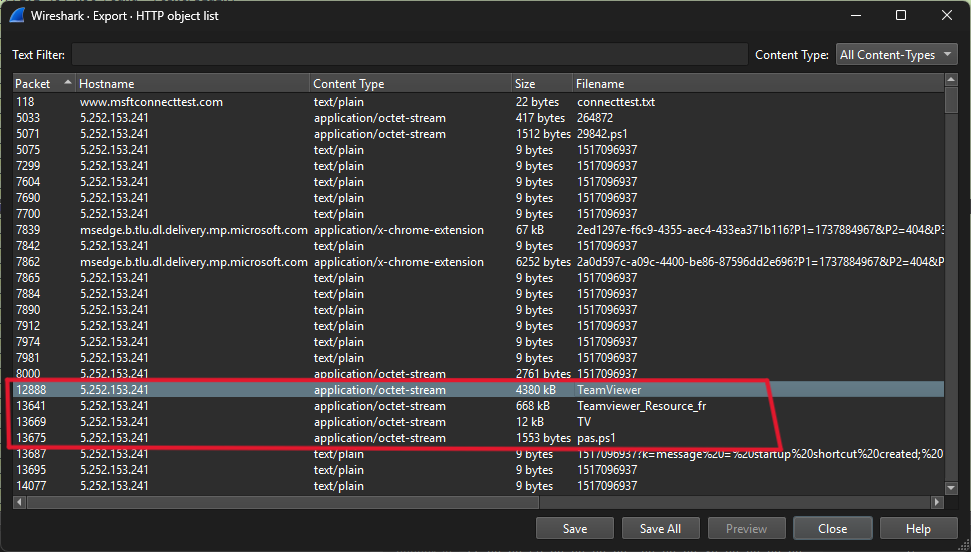 Wireshark · Export · HTTP object list
Text Filter: Content Type: All Content-Types
Packet Hostname Content Type Size Filename
118 www.msftconnecttest.com text/plain 22 bytes connecttest.txt
5033 5.252.153.241 application/octet-stream 417 bytes 264872
5071 5.252.153.241 application/octet-stream 1512 bytes 29842.ps1
5075 5.252.153.241 text/plain 9 bytes 1517096937
7299 5.252.153.241 text/plain 9 bytes 1517096937
7604 5.252.153.241 text/plain 9 bytes 1517096937
7690 5.252.153.241 text/plain 9 bytes 1517096937
7700 5.252.153.241 text/plain 9 bytes 1517096937
7839 msedge.b.tlu.dl.delivery.mp.microsoft.com application/x-chrome-extension 67 kB 2ed1297e-f6c9-4355-aec4-433ea371b116?P1=1737884967&P2=404&P3
7842 5.252.153.241 text/plain 9 bytes 1517096937
7862 msedge.b.tlu.dl.delivery.mp.microsoft.com application/x-chrome-extension 6252 bytes 2a0d597c-a09c-4400-be86-87596dd2e696?P1=1737884967&P2=404&P
7865 5.252.153.241 text/plain 9 bytes 1517096937
7884 5.252.153.241 text/plain 9 bytes 1517096937
7890 5.252.153.241 text/plain 9 bytes 1517096937
7912 5.252.153.241 text/plain 9 bytes 1517096937
7974 5.252.153.241 text/plain 9 bytes 1517096937
7981 5.252.153.241 text/plain 9 bytes 1517096937
8000 5.252.153.241 application/octet-stream 2761 bytes 1517096937
12888 5.252.153.241 application/octet-stream 4380 kB TeamViewer
13641 5.252.153.241 application/octet-stream 668 kB Teamviewer_Resource_fr
13669 5.252.153.241 application/octet-stream 12 kB TV
13675 5.252.153.241 application/octet-stream 1553 bytes pas.ps1
13687 5.252.153.241 text/plain 9 bytes 1517096937?k=message%20=%20startup%20shortcut%20created;%20
13695 5.252.153.241 text/plain 9 bytes 1517096937
14077 5.252.153.241 text/plain 9 bytes 1517096937
Save Save All Preview Close Help